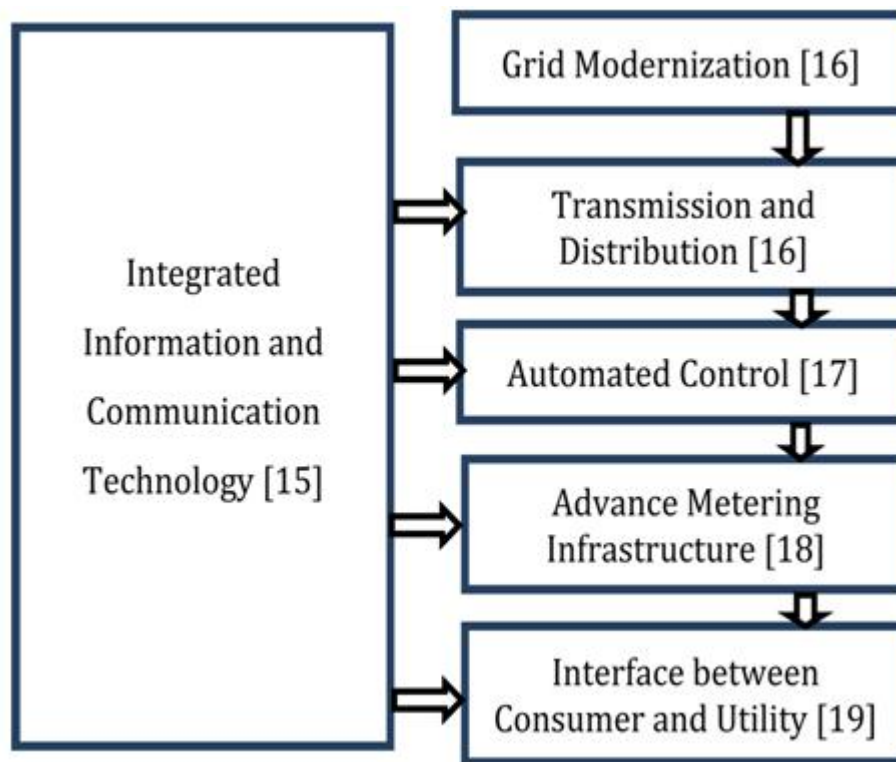 Integrated
Information and
Communication
Technology [15]
Grid Modernization [16]
Transmission and
Distribution [16]
Automated Control [17]
Advance Metering
Infrastructure [18]
Interface between
Consumer and Utility [19]